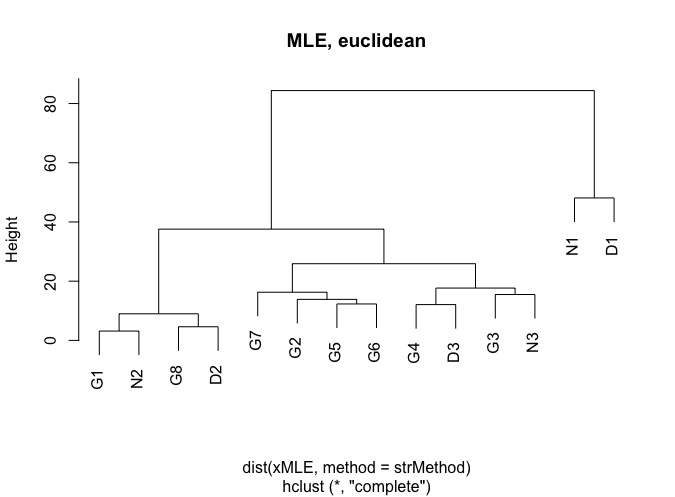 MLE, euclidean
Height
80
60
40
20
0
N1
D1
G7
G2
G5
G6
G4
D3
G3
N3
G1
N2
G8
D2
dist(xMLE, method = strMethod)
hclust (*, "complete")